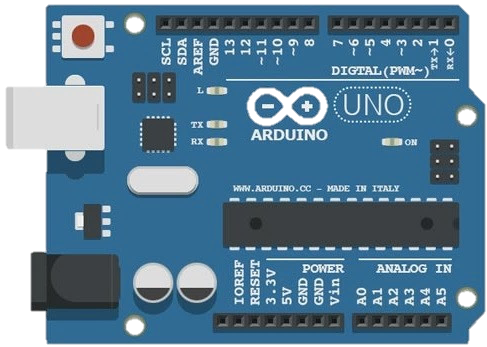 SCL
SDA
AREF
GND
13
12
~11
~10
~9
8
7
~6
~5
4
~3
2
TX→1
RX←0
DIGTAL(PWM~)
L
TX
RX
UNO
ARDUINO
ON
WWW.ARDUINO.CC - MADE IN ITALY
IOREF
RESET
3.3V
5V
GND
GND
Vin
POWER
ANALOG IN
A0
A1
A2
A3
A4
A5